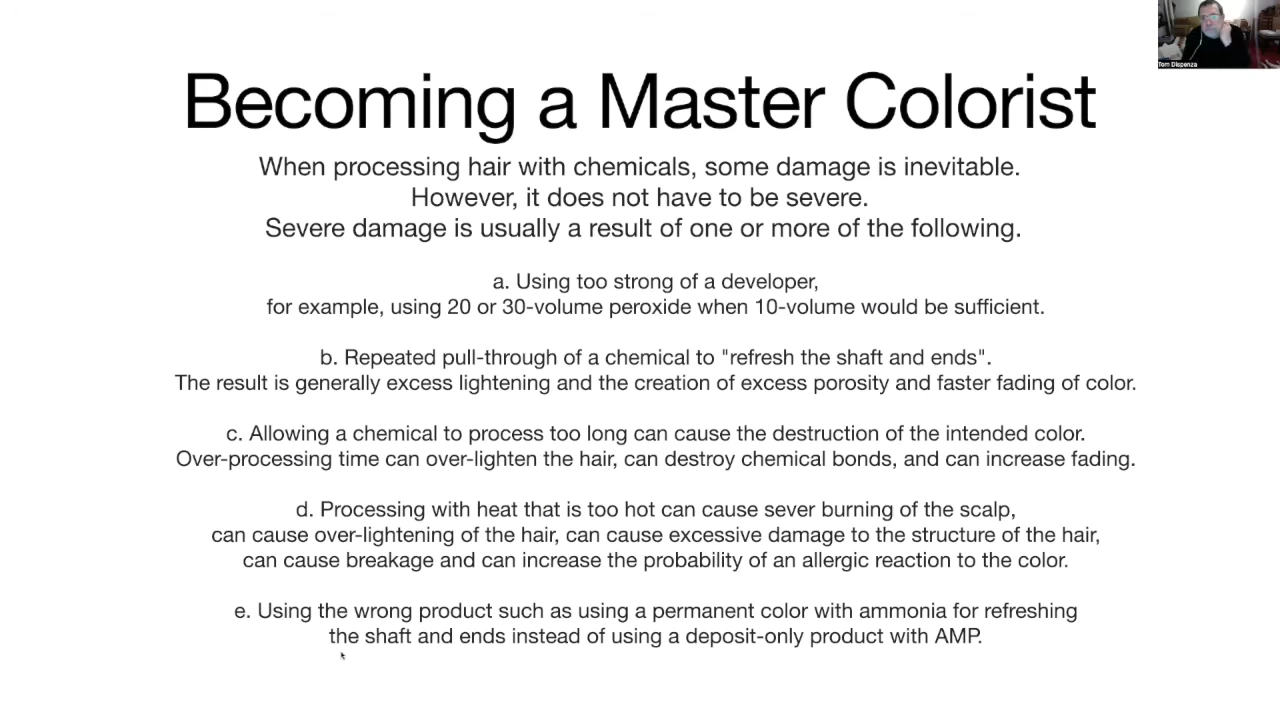 Becoming a Master Colorist
When processing hair with chemicals, some damage is inevitable.
However, it does not have to be severe.
Severe damage is usually a result of one or more of the following.
a. Using too strong of a developer,
for example, using 20 or 30-volume peroxide when 10-volume would be sufficient.
b. Repeated pull-through of a chemical to "refresh the shaft and ends".
The result is generally excess lightening and the creation of excess porosity and faster fading of color.
c. Allowing a chemical to process too long can cause the destruction of the intended color.
Over-processing time can over-lighten the hair, can destroy chemical bonds, and can increase fading.
d. Processing with heat that is too hot can cause sever burning of the scalp,
can cause over-lightening of the hair, can cause excessive damage to the structure of the hair,
can cause breakage and can increase the probability of an allergic reaction to the color.
e. Using the wrong product such as using a permanent color with ammonia for refreshing
the shaft and ends instead of using a deposit-only product with AMP.
Tom Dispenza